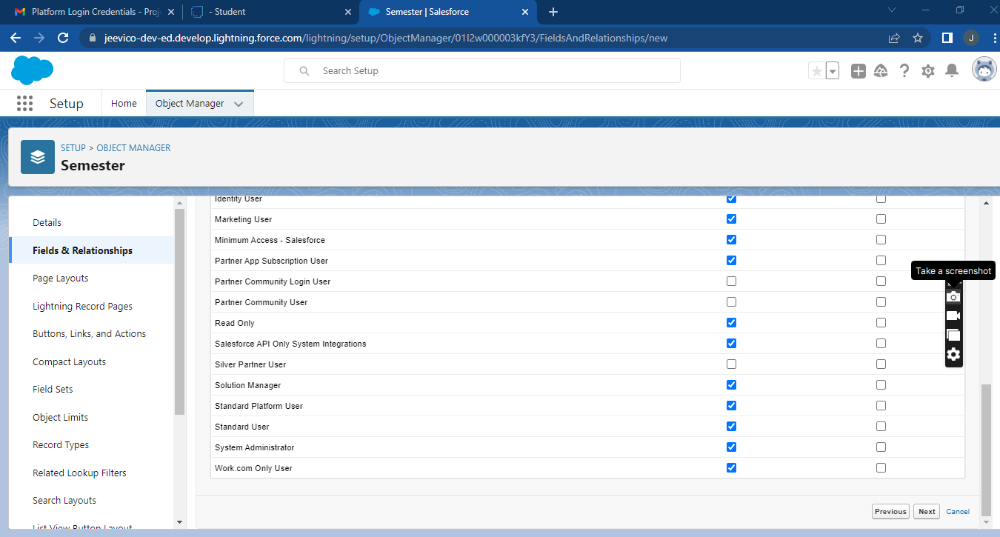 Platform Login Credentials - Proj
- Student
Semester | Salesforce
jeevico-dev-ed.develop.lightning.force.com/lightning/setup/ObjectManager/01I2w000003kfY3/FieldsAndRelationships/new
J
Search Setup
Setup
Home
Object Manager
SETUP > OBJECT MANAGER
Semester
Details
Fields & Relationships
Page Layouts
Lightning Record Pages
Buttons, Links, and Actions
Compact Layouts
Field Sets
Object Limits
Record Types
Related Lookup Filters
Search Layouts
List View Button Layout
Identity User
Marketing User
Minimum Access - Salesforce
Partner App Subscription User
Partner Community Login User
Partner Community User
Read Only
Salesforce API Only System Integrations
Silver Partner User
Solution Manager
Standard Platform User
Standard User
System Administrator
Work.com Only User
Take a screenshot
Previous
Next
Cancel